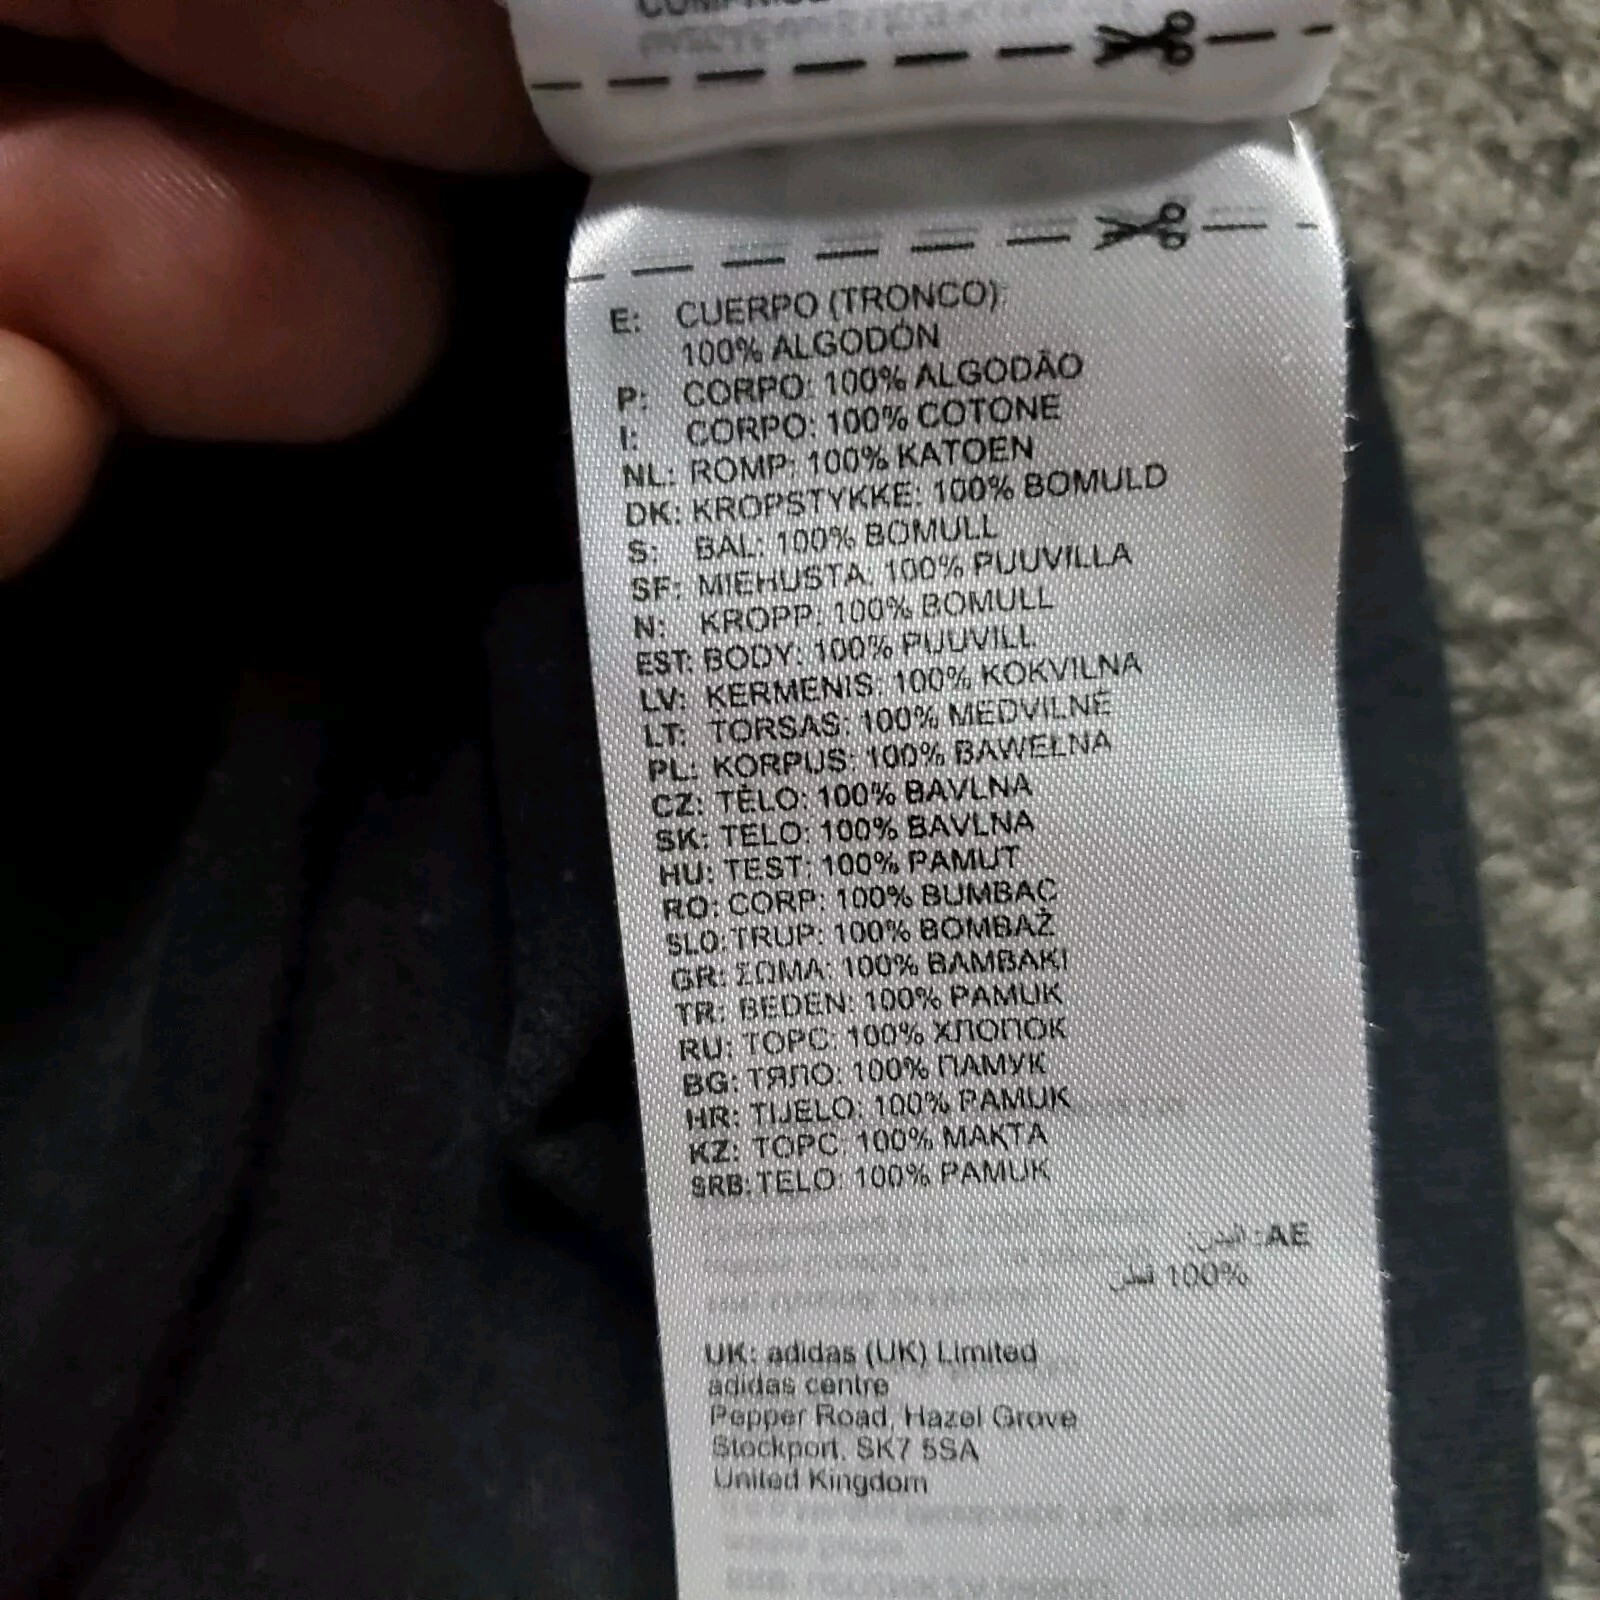 E: CUERPO (TRONCO):
100% ALGODÓN
P: CORPO: 100% ALGODÃO
I: CORPO: 100% COTONE
NL: ROMP: 100% KATOEN
DK: KROPSTYKKE: 100% BOMULD
S: BAL: 100% BOMULL
SF: MIEHUSTA: 100% PUUVILLA
N: KROPP: 100% BOMULL
EST: BODY: 100% PUUVILL
LV: ĶERMENIS: 100% KOKVILNA
LT: TORSAS: 100% MEDVILNĖ
PL: KORPUS: 100% BAWEŁNA
CZ: TĚLO: 100% BAVLNA
SK: TELO: 100% BAVLNA
HU: TEST: 100% PAMUT
RO: CORP: 100% BUMBAC
SLO: TRUP: 100% BOMBAŽ
GR: ΣΩΜΑ: 100% ΒΑΜΒΑΚΙ
TR: BEDEN: 100% PAMUK
RU: ТОРС: 100% ХЛОПОК
BG: ТЯЛО: 100% ПАМУК
HR: TIJELO: 100% PAMUK
KZ: ТОРС: 100% МАҚТА
SRB: TELO: 100% PAMUK
AE: البدن:
100% قطن
UK: adidas (UK) Limited
adidas centre
Pepper Road, Hazel Grove
Stockport, SK7 5SA
United Kingdom